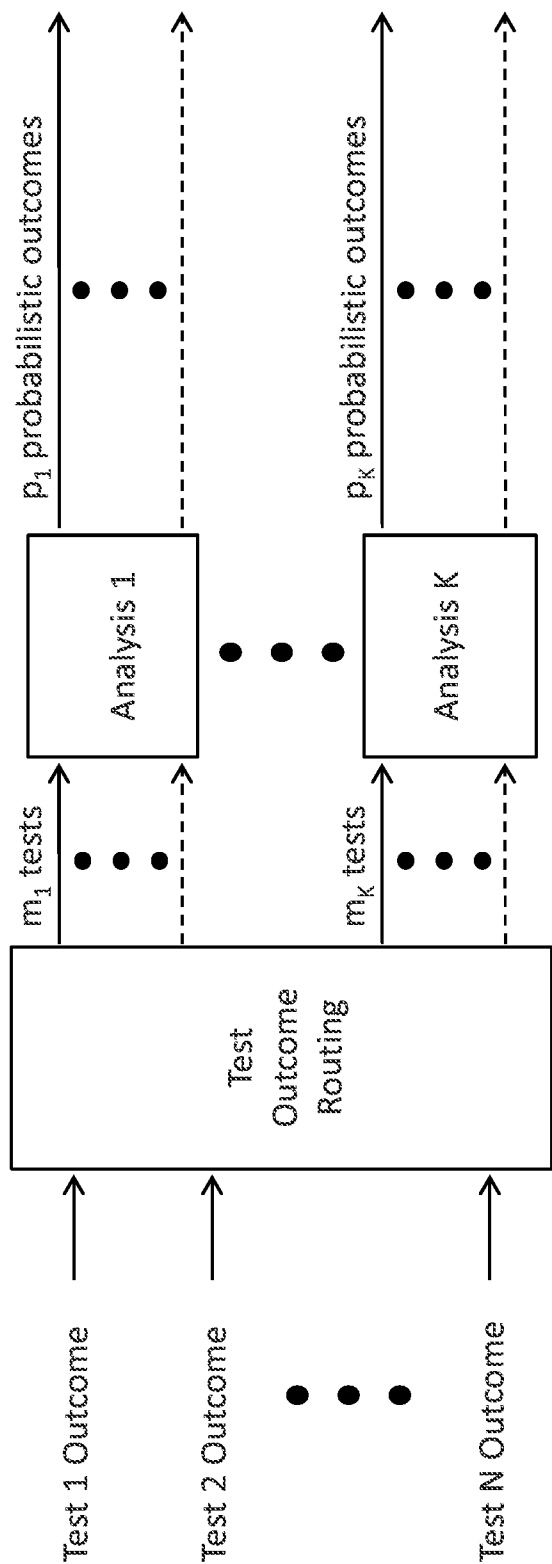 Test 1 Outcome
Test 2 Outcome
Test N Outcome
Test
Outcome
Routing
m₁ tests
mₖ tests
Analysis 1
Analysis K
p₁ probabilistic outcomes
pₖ probabilistic outcomes